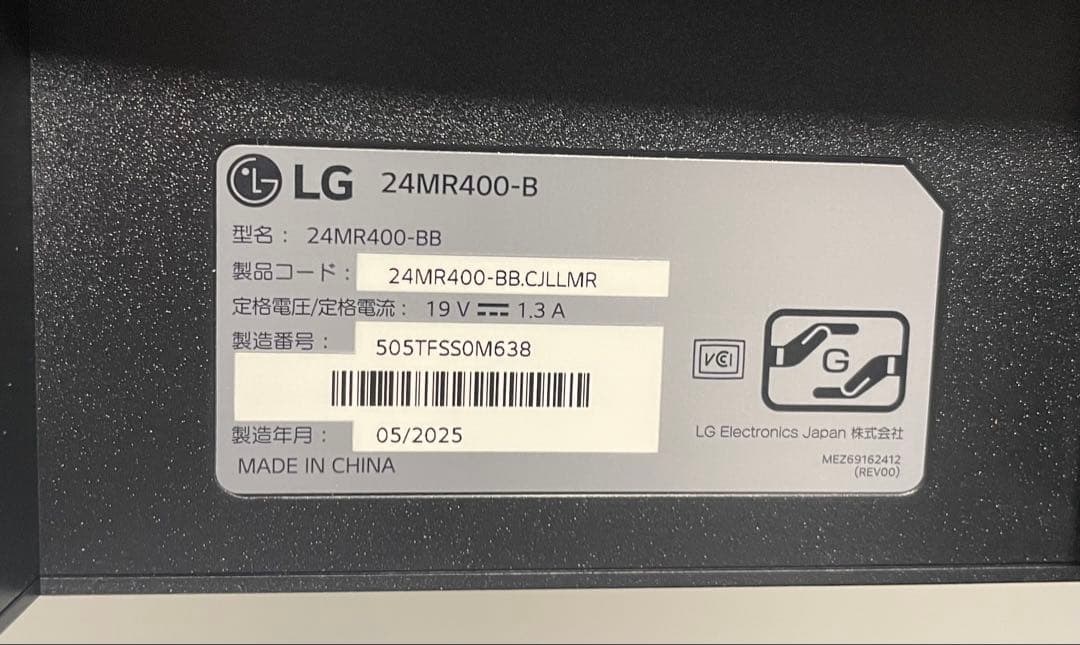 LG 24MR400-B
型名： 24MR400-BB
製品コード： 24MR400-BB.CJLLMR
定格電圧/定格電流： 19 V 1.3 A
製造番号： 505TFSS0M638
製造年月： 05/2025
MADE IN CHINA
VCCI
G
LG Electronics Japan 株式会社
MEZ69162412
(REV00)